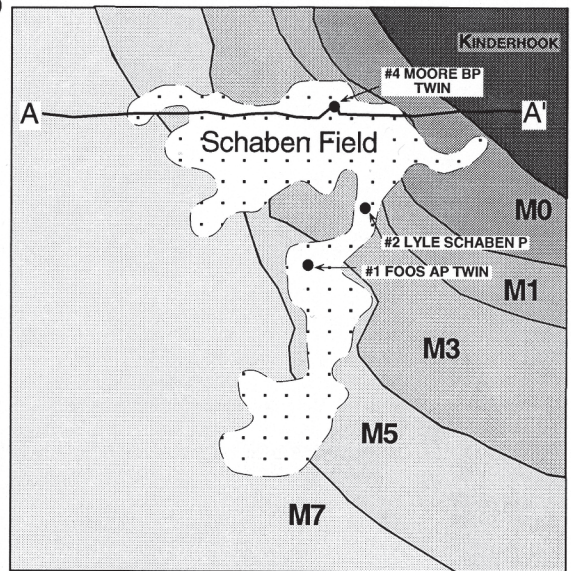 )
KINDERHOOK
#4 MOORE BP
TWIN
A
A'
Schaben Field
M0
#2 LYLE SCHABEN P
#1 FOOS AP TWIN
M1
M3
M5
M7